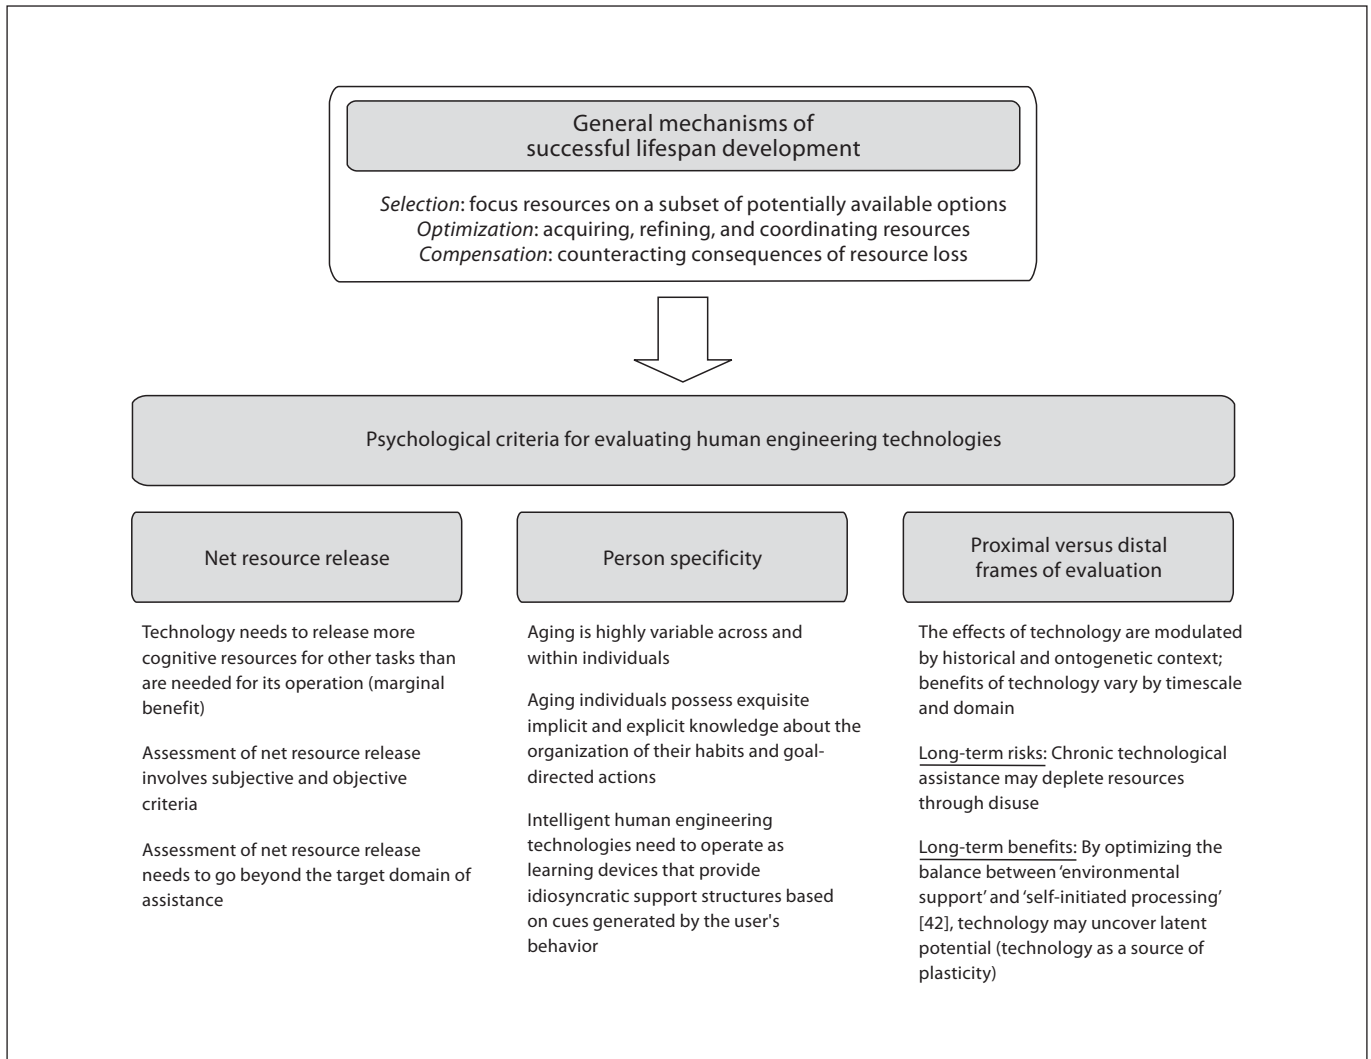 General mechanisms of
successful lifespan development
Selection: focus resources on a subset of potentially available options
Optimization: acquiring, refining, and coordinating resources
Compensation: counteracting consequences of resource loss
Psychological criteria for evaluating human engineering technologies
Net resource release
Technology needs to release more
cognitive resources for other tasks than
are needed for its operation (marginal
benefit)
Assessment of net resource release
involves subjective and objective
criteria
Assessment of net resource release
needs to go beyond the target domain of
assistance
Person specificity
Aging is highly variable across and
within individuals
Aging individuals possess exquisite
implicit and explicit knowledge about the
organization of their habits and goal-
directed actions
Intelligent human engineering
technologies need to operate as
learning devices that provide
idiosyncratic support structures based
on cues generated by the user's
behavior
Proximal versus distal
frames of evaluation
The effects of technology are modulated
by historical and ontogenetic context;
benefits of technology vary by timescale
and domain
Long-term risks: Chronic technological
assistance may deplete resources
through disuse
Long-term benefits: By optimizing the
balance between ‘environmental
support’ and ‘self-initiated processing’
[42], technology may uncover latent
potential (technology as a source of
plasticity)